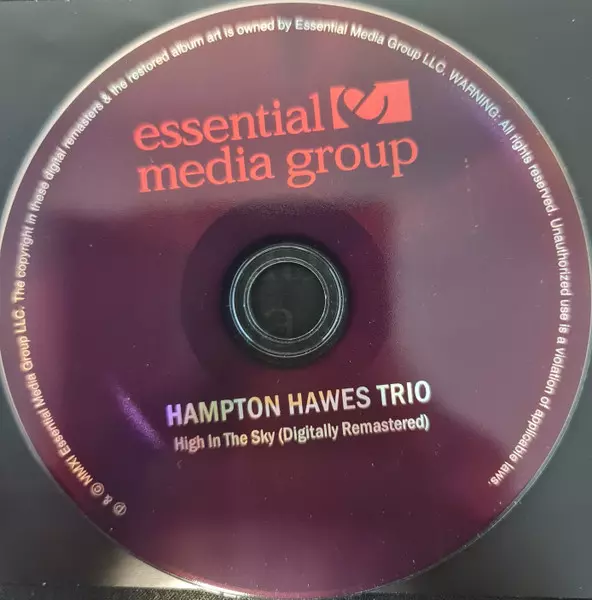 essential
media group
HAMPTON HAWES TRIO
High In The Sky (Digitally Remastered)
℗ & © MMXI Essential Media Group LLC. The copyright in these digital remasters & the restored album art is owned by Essential Media Group LLC. WARNING: All rights reserved. Unauthorized use is a violation of applicable laws.